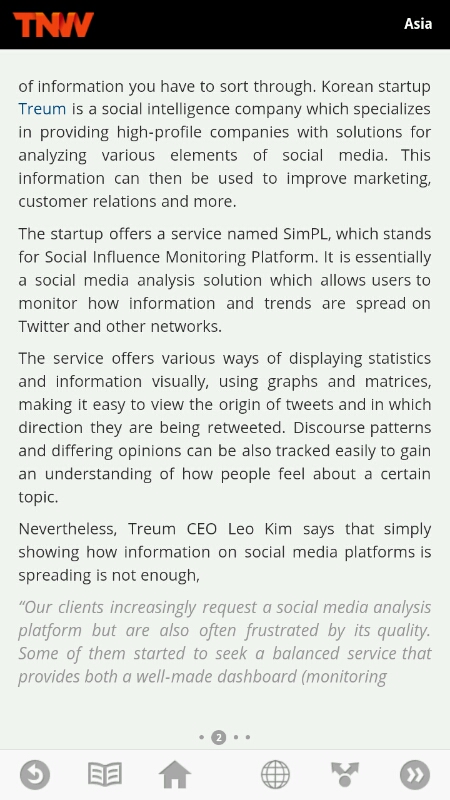 TNW
Asia
of information you have to sort through. Korean startup
Treum is a social intelligence company which specializes
in providing high-profile companies with solutions for
analyzing various elements of social media. This
information can then be used to improve marketing,
customer relations and more.
The startup offers a service named SimPL, which stands
for Social Influence Monitoring Platform. It is essentially
a social media analysis solution which allows users to
monitor how information and trends are spread on
Twitter and other networks.
The service offers various ways of displaying statistics
and information visually, using graphs and matrices,
making it easy to view the origin of tweets and in which
direction they are being retweeted. Discourse patterns
and differing opinions can be also tracked easily to gain
an understanding of how people feel about a certain
topic.
Nevertheless, Treum CEO Leo Kim says that simply
showing how information on social media platforms is
spreading is not enough,
“Our clients increasingly request a social media analysis
platform but are also often frustrated by its quality.
Some of them started to seek a balanced service that
provides both a well-made dashboard (monitoring
2